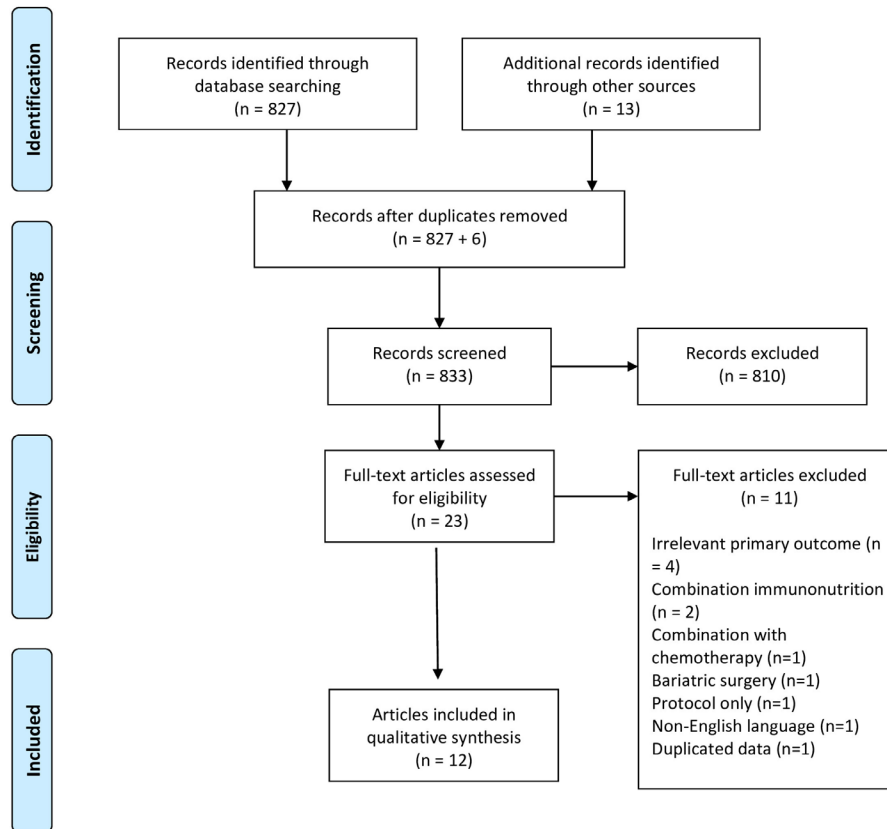 Identification
Records identified through
database searching
(n = 827)
Additional records identified
through other sources
(n = 13)
Records after duplicates removed
(n = 827 + 6)
Screening
Records screened
(n = 833)
Records excluded
(n = 810)
Eligibility
Full-text articles assessed
for eligibility
(n = 23)
Full-text articles excluded
(n = 11)
Irrelevant primary outcome (n
= 4)
Combination immunonutrition
(n = 2)
Combination with
chemotherapy (n=1)
Bariatric surgery (n=1)
Protocol only (n=1)
Non-English language (n=1)
Duplicated data (n=1)
Included
Articles included in
qualitative synthesis
(n = 12)